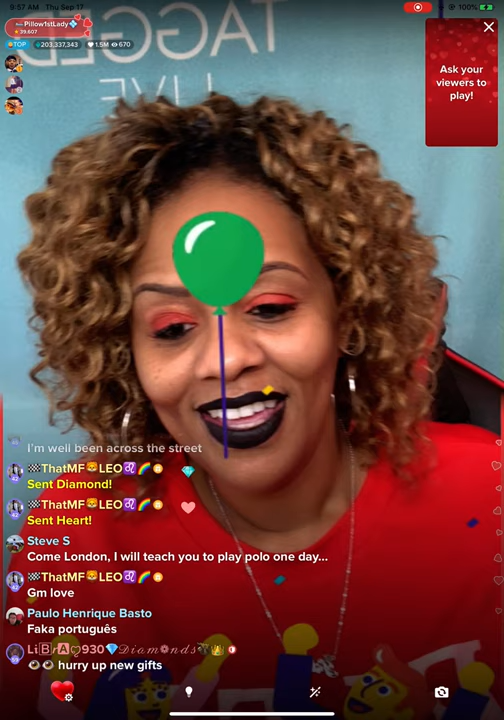 9:57 AM Thu Sep 17
100%
Pillow1stLady
39,607
TOP 203,337,343 1.5M 670
TAGGED
LIVE
Ask your
viewers to
play!
I'm well been across the street
ThatMF🦁LEO♌🌈
Sent Diamond!
ThatMF🦁LEO♌🌈
Sent Heart!
Steve S
Come London, I will teach you to play polo one day...
ThatMF🦁LEO♌🌈
Gm love
Paulo Henrique Basto
Faka português
👀👀 hurry up new gifts